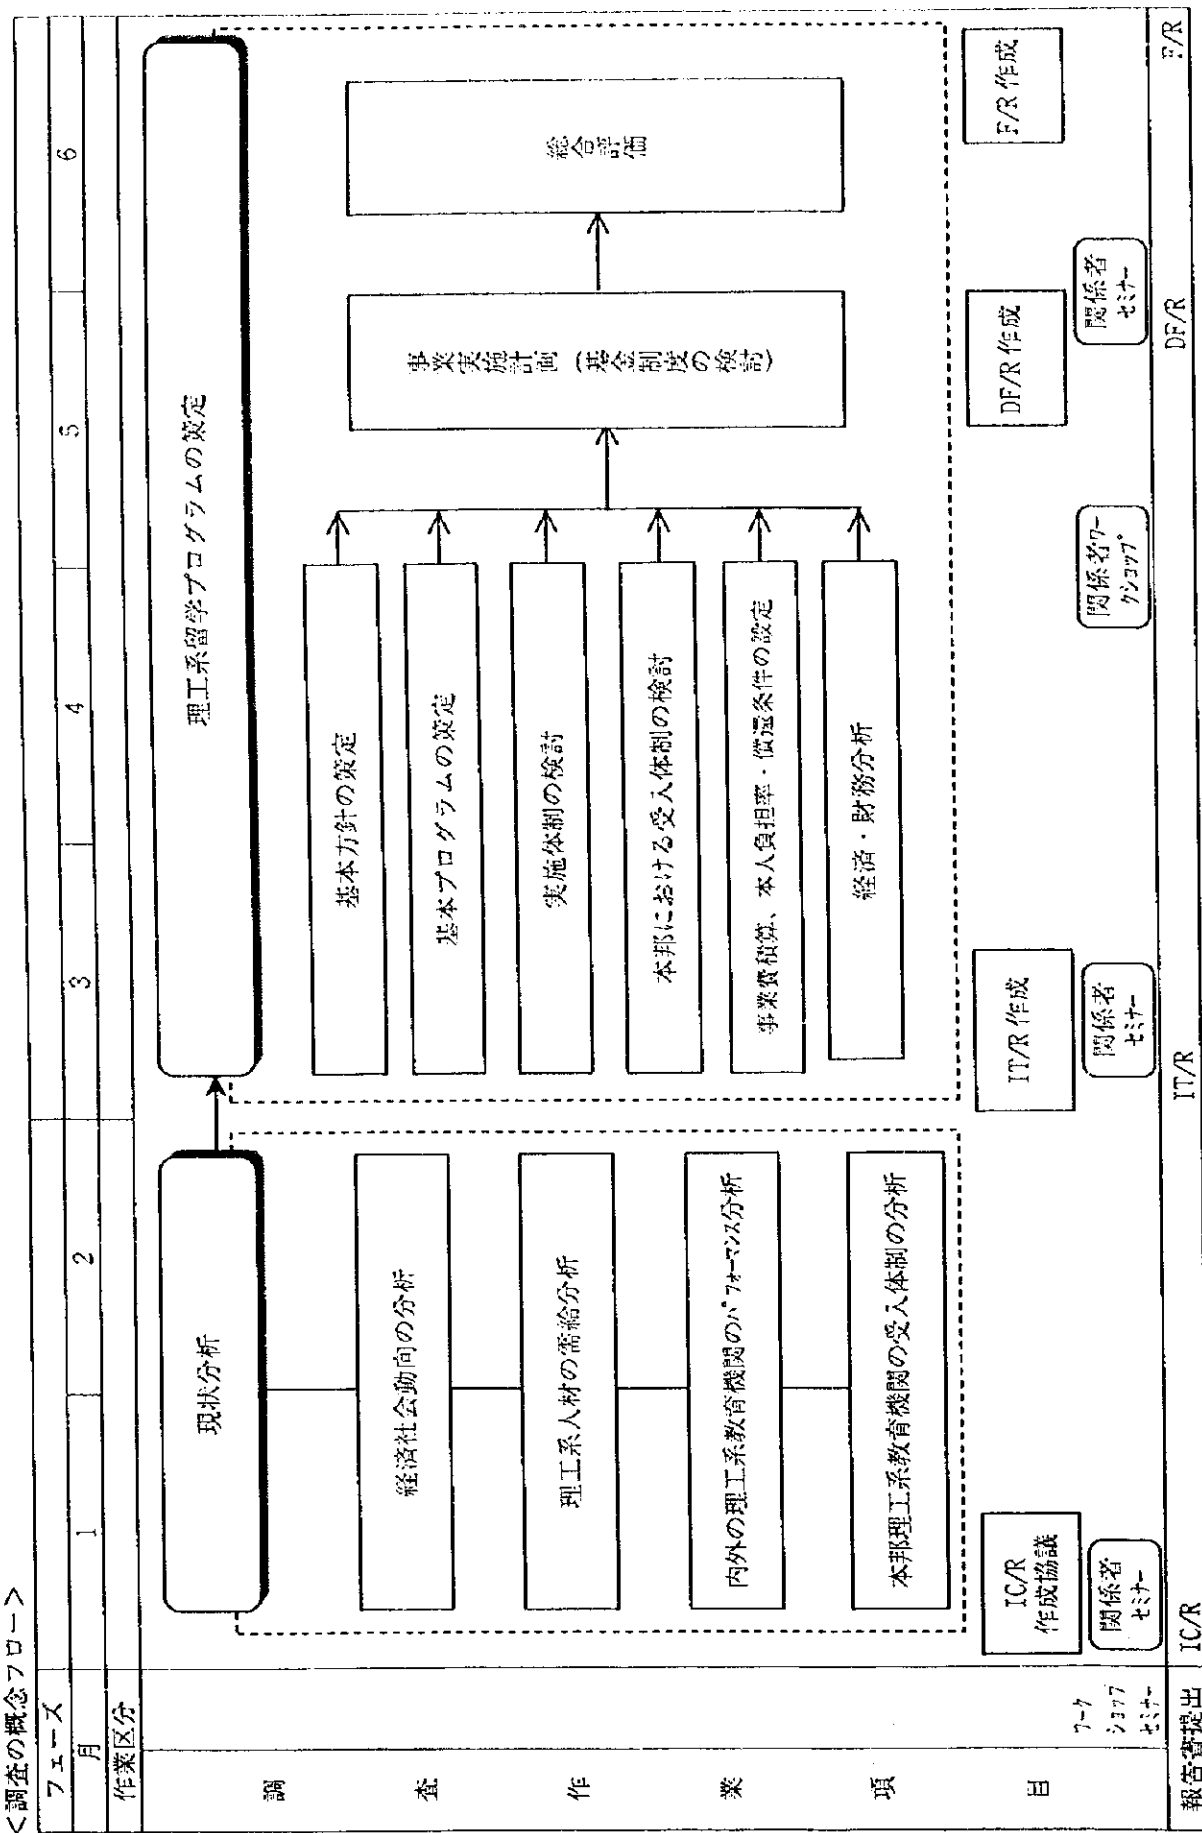 ＜調査の概念フロー＞
フェーズ
月
1
2
3
4
5
6
作業区分
調査作業項目
現状分析
理工系留学プログラムの策定
経済社会動向の分析
理工系人材の需給分析
内外の理工系教育機関のパフォーマンス分析
本邦理工系教育機関の受入体制の分析
基本方針の策定
基本プログラムの策定
実施体制の検討
本邦における受入体制の検討
事業費積算、本人負担率・償還条件の設定
経済・財務分析
事業実施計画（基金制度の検討）
総合評価
IC/R
作成協議
IT/R 作成
DF/R 作成
F/R 作成
ワーク
ショップ
セミナー
関係者
セミナー
関係者
セミナー
関係者ワー
クショップ
関係者
セミナー
報告書提出
IC/R
IT/R
DF/R
F/R